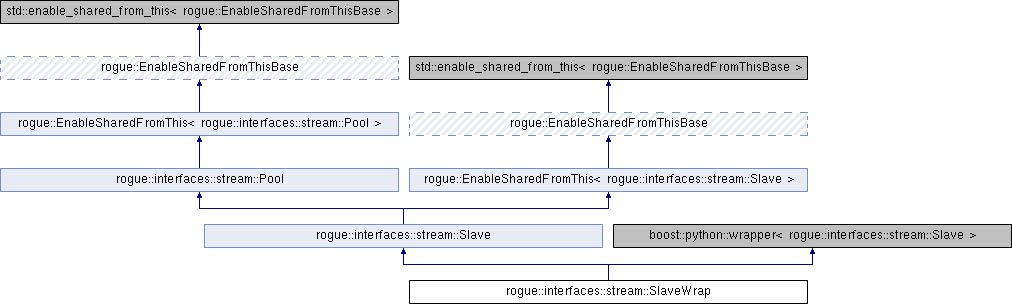 std::enable_shared_from_this< rogue::EnableSharedFromThisBase >
rogue::EnableSharedFromThisBase
std::enable_shared_from_this< rogue::EnableSharedFromThisBase >
rogue::EnableSharedFromThis< rogue::interfaces::stream::Pool >
rogue::EnableSharedFromThisBase
rogue::interfaces::stream::Pool
rogue::EnableSharedFromThis< rogue::interfaces::stream::Slave >
rogue::interfaces::stream::Slave
boost::python::wrapper< rogue::interfaces::stream::Slave >
rogue::interfaces::stream::SlaveWrap